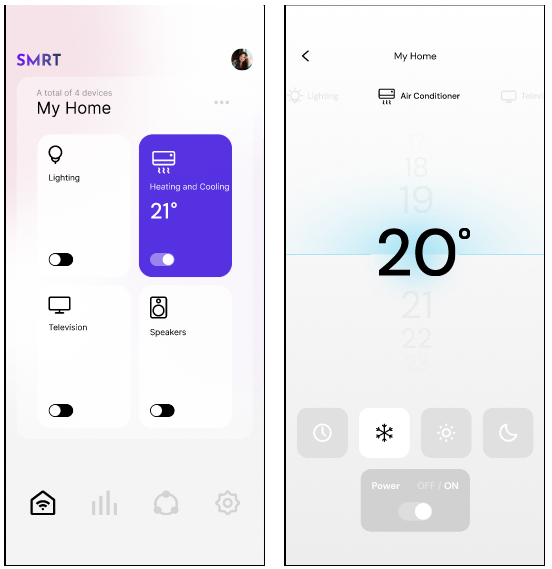 SMRT
A total of 4 devices
My Home
Lighting
Heating and Cooling
21°
Television
Speakers
My Home
Lighting
Air Conditioner
Televi
17
18
19
20°
21
22
23
Power OFF / ON